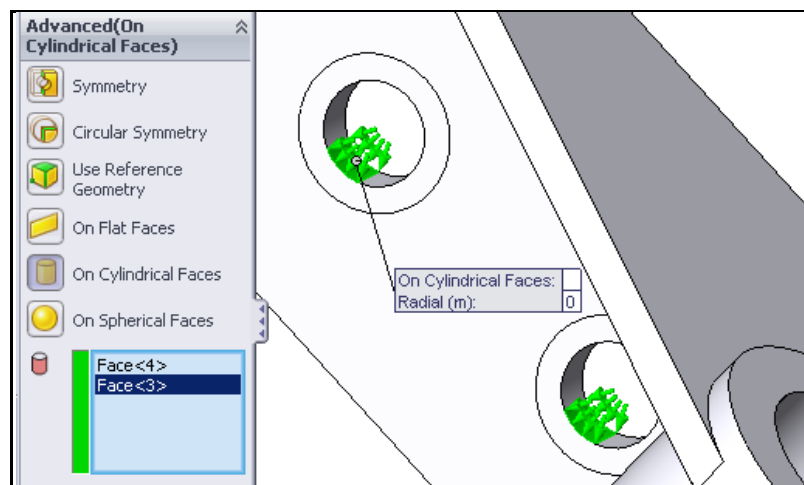 Advanced(On
Cylindrical Faces)
Symmetry
Circular Symmetry
Use Reference
Geometry
On Flat Faces
On Cylindrical Faces
On Spherical Faces
Face<4>
Face<3>
On Cylindrical Faces:
Radial (m): 0